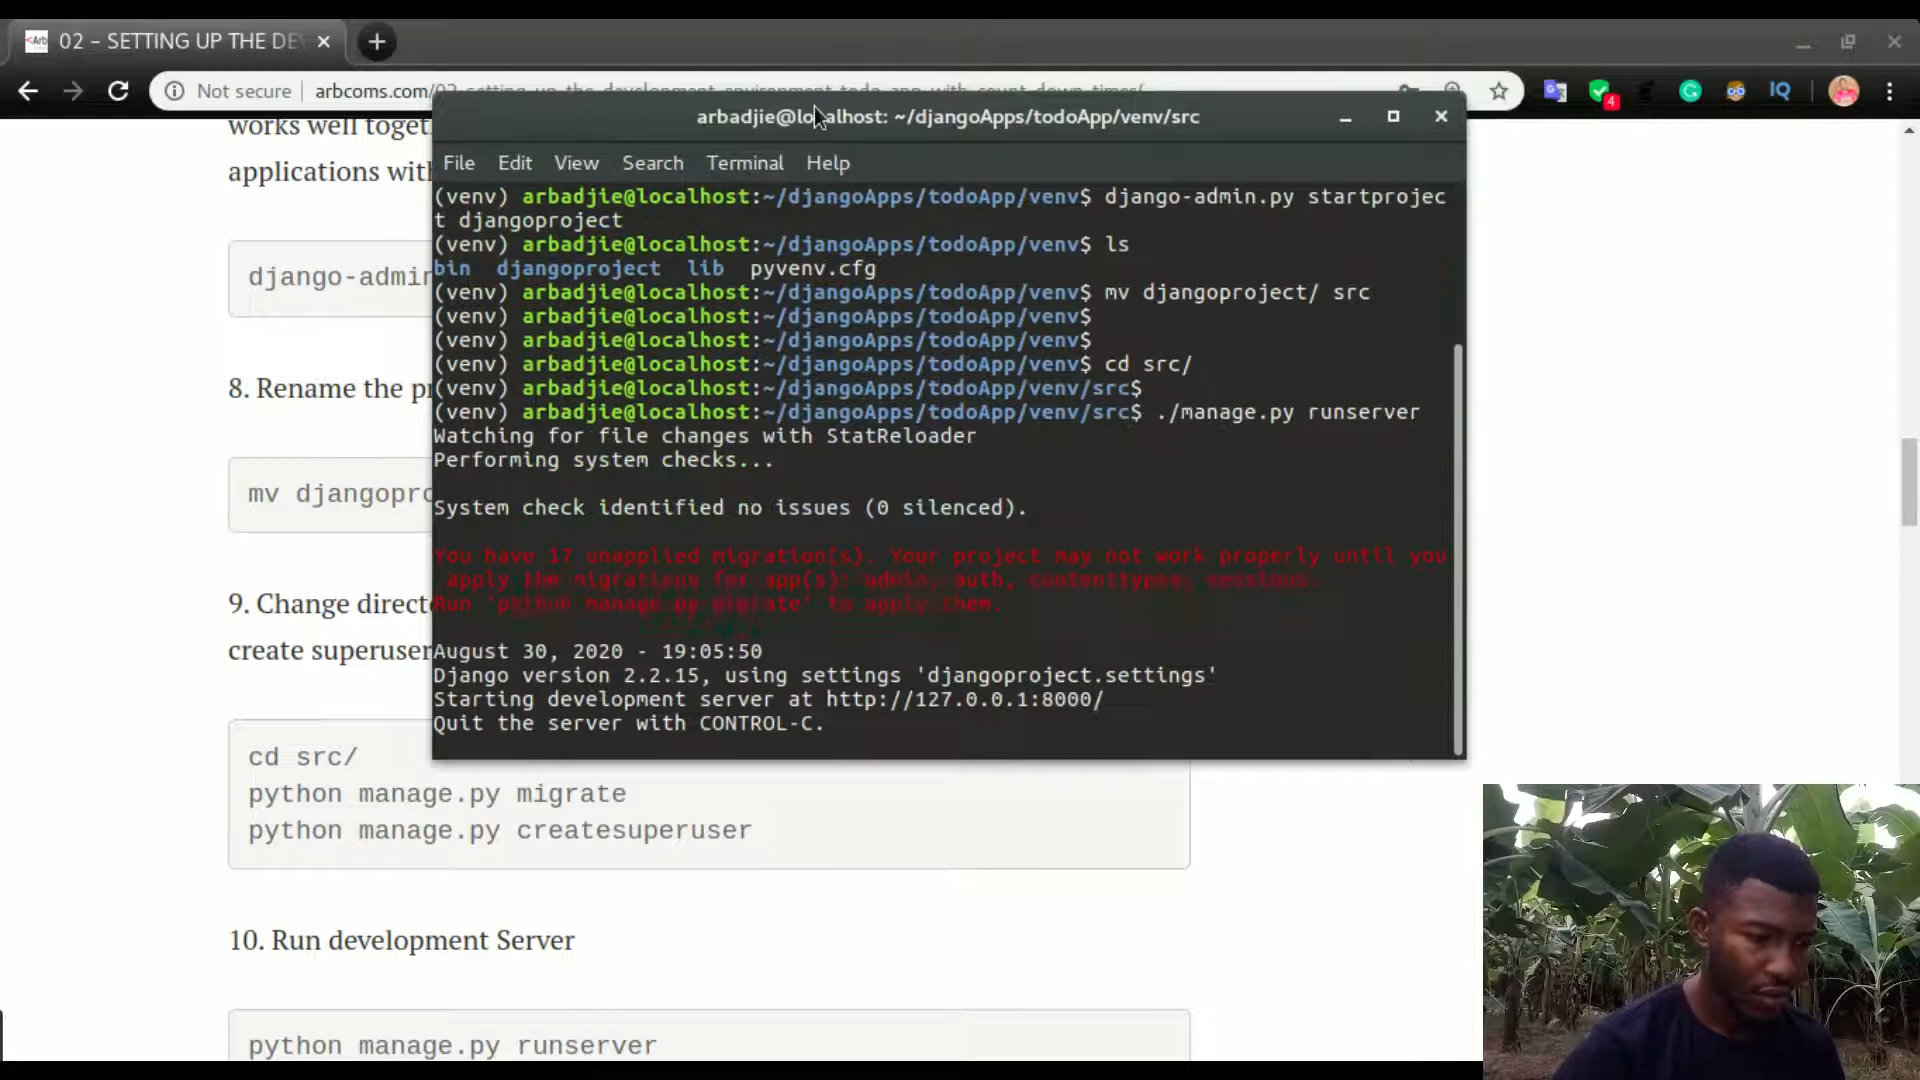 02 – SETTING UP THE DE
Not secure
arbcoms.com/02-setting_up_the_development_environment_todo_app_with_count_down_timer/
4
IQ
works well toget
applications wit
django-admin
8. Rename the p
mv djangopro
9. Change direct
create superuser
cd src/
python manage.py migrate
python manage.py createsuperuser
10. Run development Server
python manage.py runserver
arbadjie@localhost: ~/djangoApps/todoApp/venv/src
File Edit View Search Terminal Help
(venv) arbadjie@localhost:~/djangoApps/todoApp/venv$ django-admin.py startprojec
t djangoproject
(venv) arbadjie@localhost:~/djangoApps/todoApp/venv$ ls
bin djangoproject lib pyvenv.cfg
(venv) arbadjie@localhost:~/djangoApps/todoApp/venv$ mv djangoproject/ src
(venv) arbadjie@localhost:~/djangoApps/todoApp/venv$
(venv) arbadjie@localhost:~/djangoApps/todoApp/venv$
(venv) arbadjie@localhost:~/djangoApps/todoApp/venv$ cd src/
(venv) arbadjie@localhost:~/djangoApps/todoApp/venv/src$
(venv) arbadjie@localhost:~/djangoApps/todoApp/venv/src$ ./manage.py runserver
Watching for file changes with StatReloader
Performing system checks...
System check identified no issues (0 silenced).
You have 17 unapplied migration(s). Your project may not work properly until you
apply the migrations for app(s): admin, auth, contenttypes, sessions.
Run 'python manage.py migrate' to apply them.
August 30, 2020 - 19:05:50
Django version 2.2.15, using settings 'djangoproject.settings'
Starting development server at http://127.0.0.1:8000/
Quit the server with CONTROL-C.